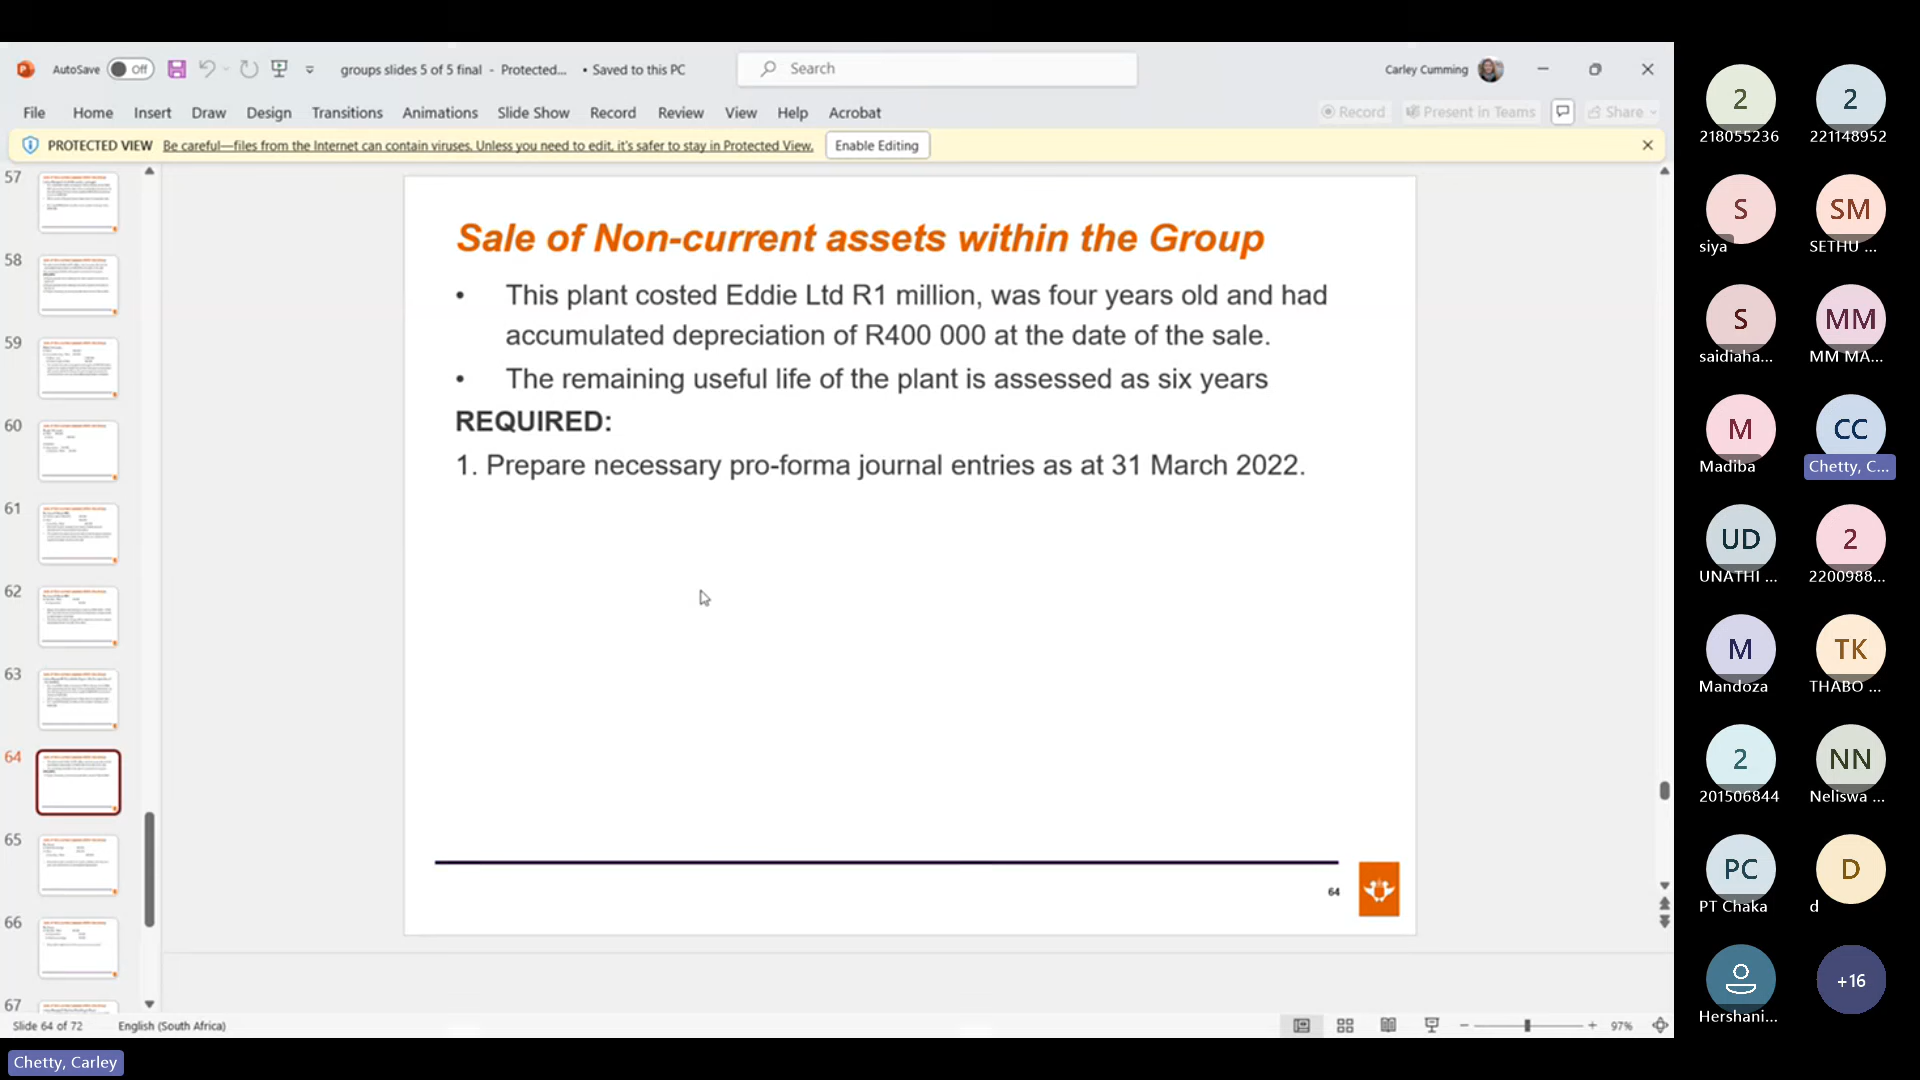 AutoSave Off groups slides 5 of 5 final - Protected... • Saved to this PC Search Carley Cumming
File Home Insert Draw Design Transitions Animations Slide Show Record Review View Help Acrobat Record Present in Teams Share
PROTECTED VIEW Be careful—files from the Internet can contain viruses. Unless you need to edit, it's safer to stay in Protected View. Enable Editing
57
58
59
60
61
62
63
64
65
66
67
Sale of Non-current assets within the Group
• This plant costed Eddie Ltd R1 million, was four years old and had
accumulated depreciation of R400 000 at the date of the sale.
• The remaining useful life of the plant is assessed as six years
REQUIRED:
1. Prepare necessary pro-forma journal entries as at 31 March 2022.
64
Slide 64 of 72 English (South Africa) 97%
Chetty, Carley
2 2
218055236 221148952
S SM
siya SETHU ...
S MM
saidiaha... MM MA...
M CC
Madiba Chetty, C...
UD 2
UNATHI ... 2200988...
M TK
Mandoza THABO ...
2 NN
201506844 Neliswa ...
PC D
PT Chaka d
+16
Hershani...